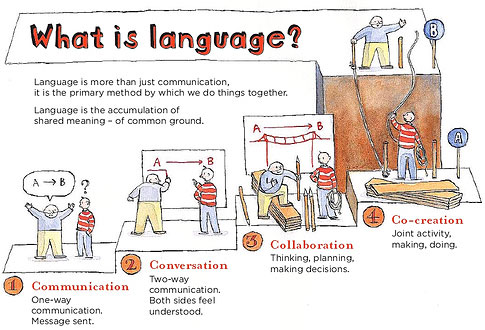 What is language?
Language is more than just communication,
it is the primary method by which we do things together.
Language is the accumulation of
shared meaning – of common ground.
A → B
?
1 Communication
One-way
communication.
Message sent.
A → B
2 Conversation
Two-way
communication.
Both sides feel
understood.
A → B
3 Collaboration
Thinking, planning,
making decisions.
B
A
4 Co-creation
Joint activity,
making, doing.